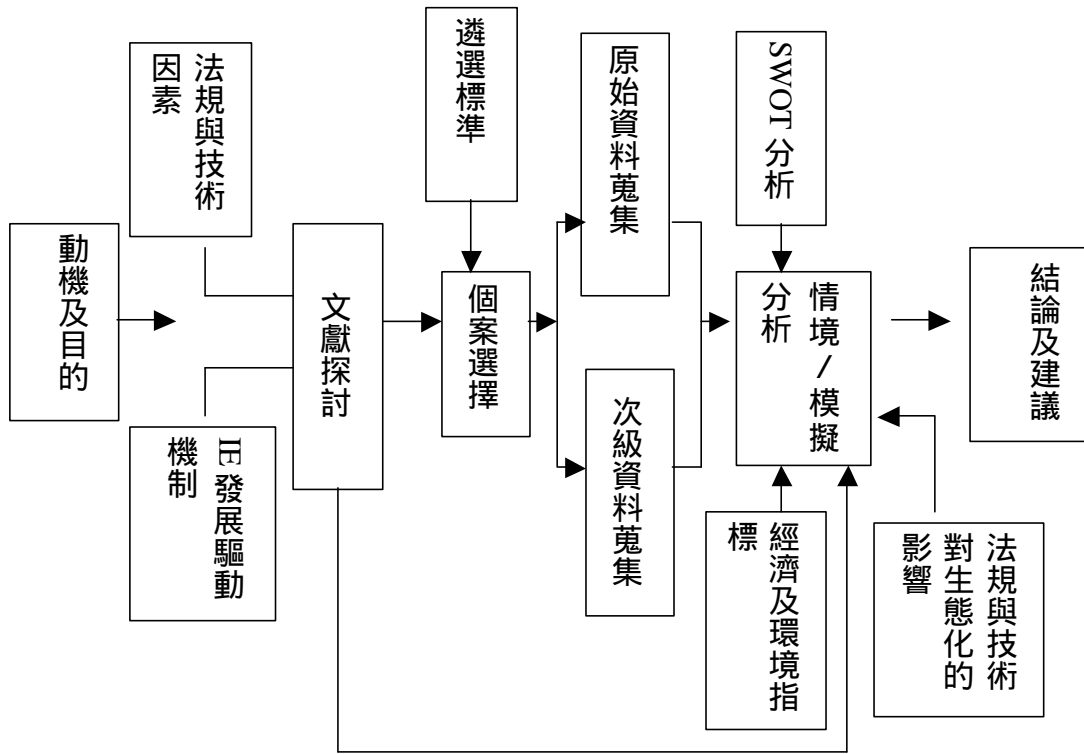 動機及目的
法規與技術
因素
IE 發展驅動
機制
文獻探討
遴選標準
個案選擇
原始資料蒐集
次級資料蒐集
SWOT 分析
情境/模擬
分析
經濟及環境指
標
法規與技術
對生態化的
影響
結論及建議